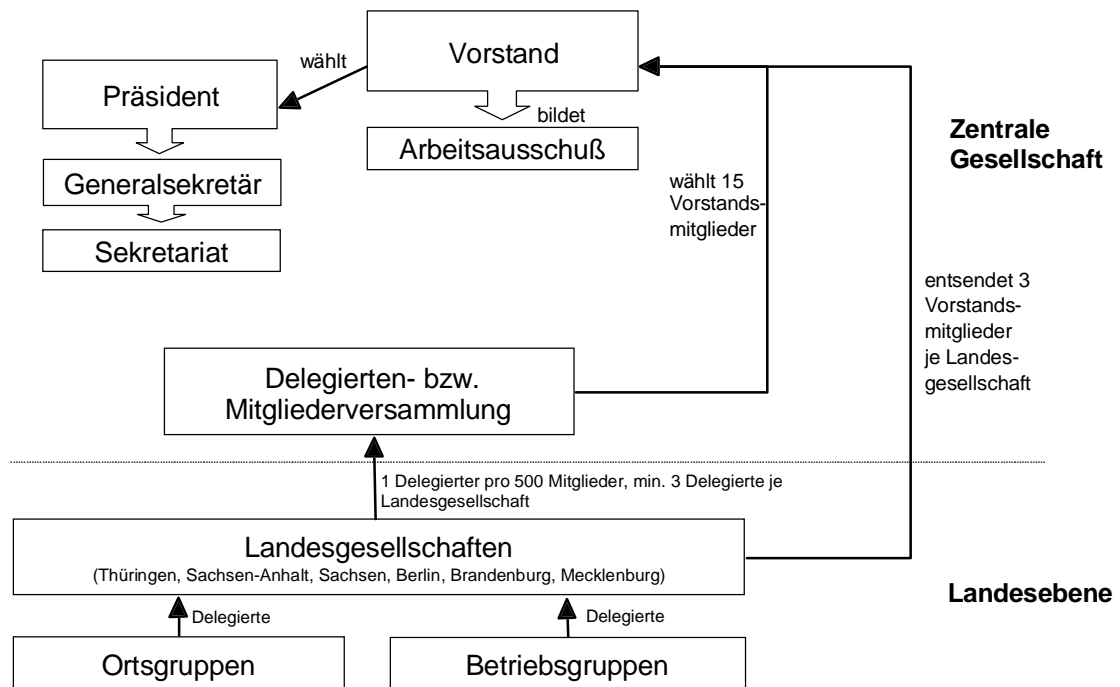 Vorstand
wählt
Präsident
bildet
Arbeitsausschuß
Zentrale
Gesellschaft
Generalsekretär
wählt 15
Vorstands-
mitglieder
Sekretariat
entsendet 3
Vorstands-
mitglieder
je Landes-
gesellschaft
Delegierten- bzw.
Mitgliederversammlung
1 Delegierter pro 500 Mitglieder, min. 3 Delegierte je
Landesgesellschaft
Landesgesellschaften
(Thüringen, Sachsen-Anhalt, Sachsen, Berlin, Brandenburg, Mecklenburg)
Landesebene
Delegierte
Delegierte
Ortsgruppen
Betriebsgruppen